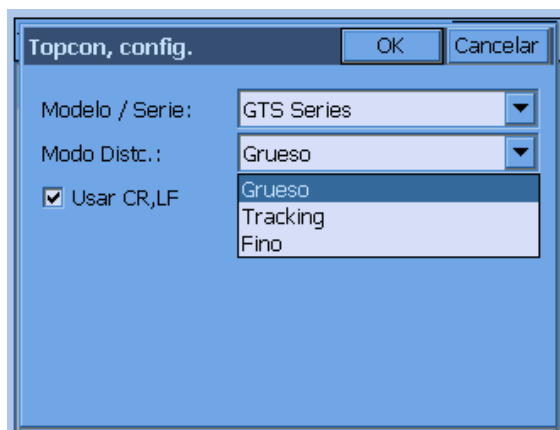 Topcon, config. OK Cancelar
Modelo / Serie: GTS Series
Modo Distc.: Grueso
Usar CR,LF Grueso
Tracking
Fino